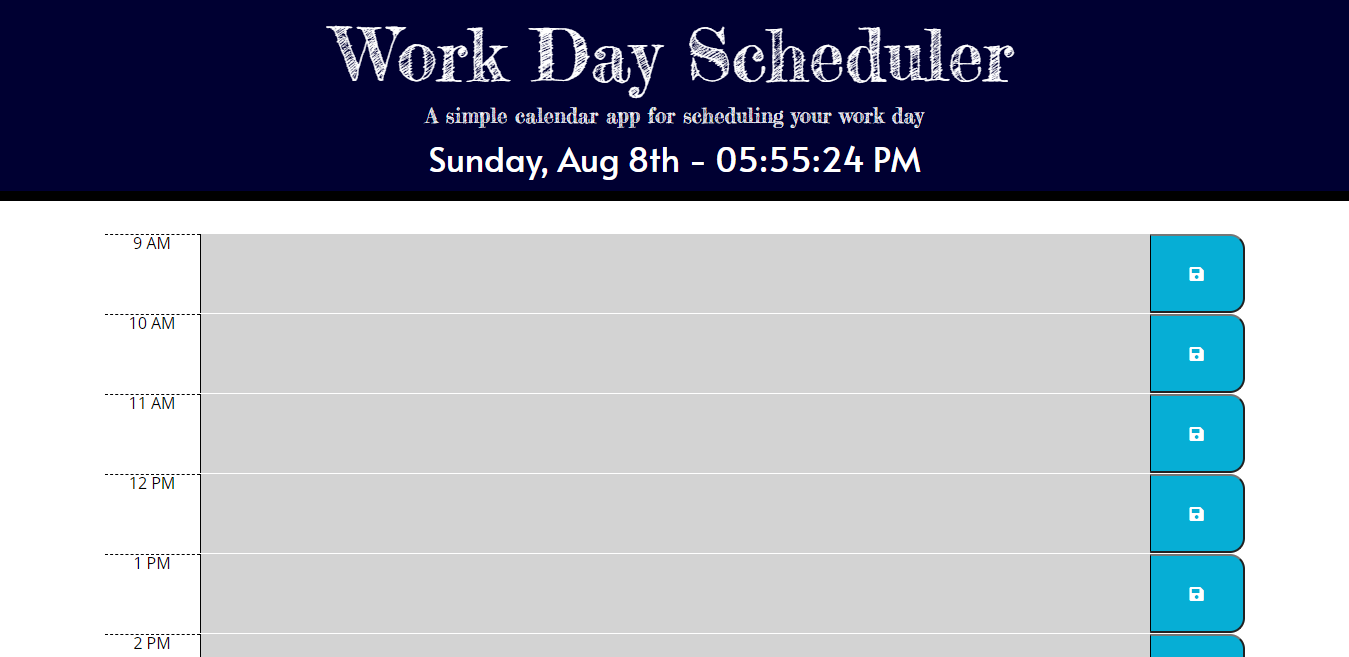 Work Day Scheduler
A simple calendar app for scheduling your work day
Sunday, Aug 8th - 05:55:24 PM
9 AM
10 AM
11 AM
12 PM
1 PM
2 PM